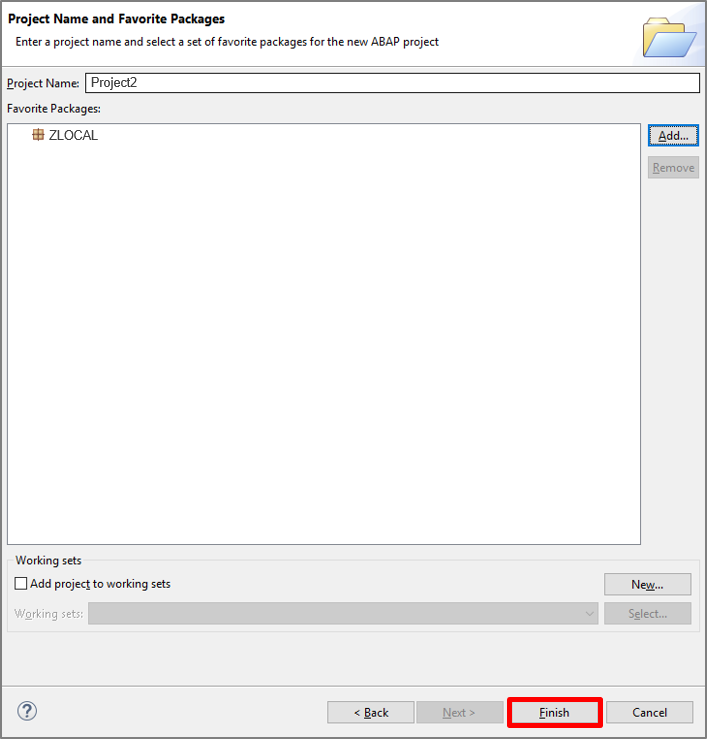 Project Name and Favorite Packages
Enter a project name and select a set of favorite packages for the new ABAP project
Project Name: Project2
Favorite Packages:
ZLOCAL
Add...
Remove
Working sets
Add project to working sets
New...
Working sets:
Select...
?
< Back
Next >
Finish
Cancel